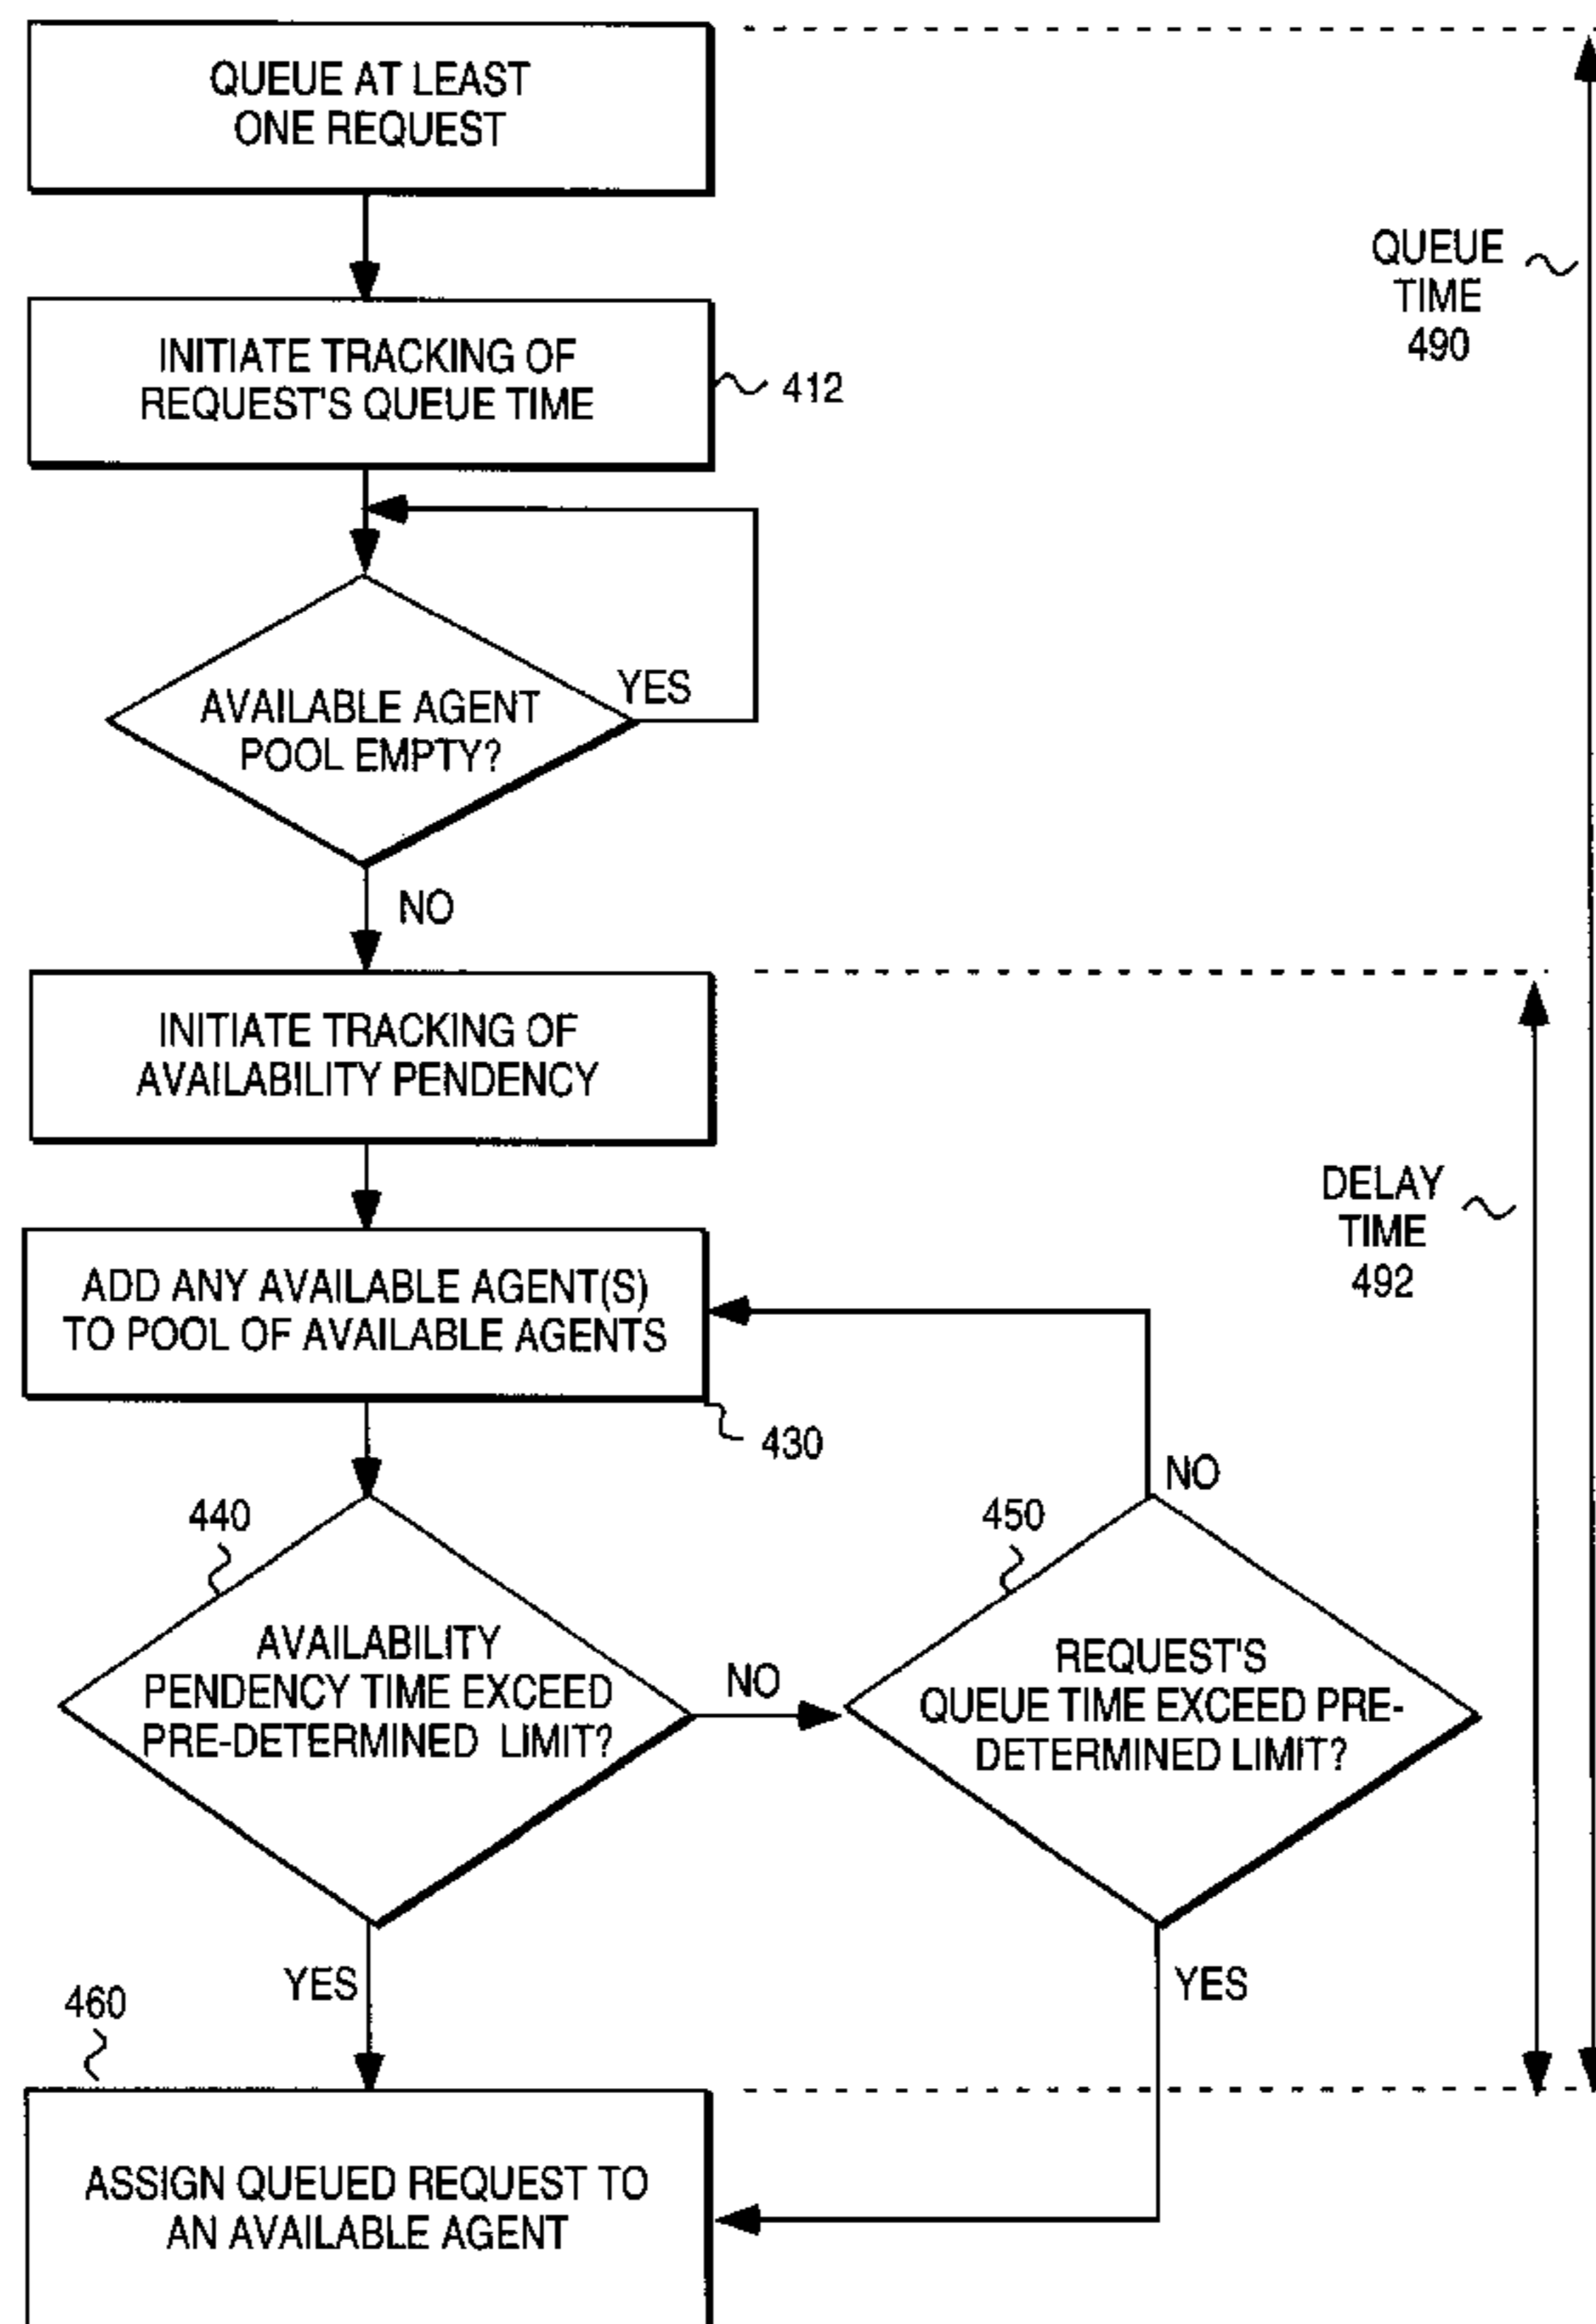 QUEUE AT LEAST
ONE REQUEST
QUEUE
TIME
490
INITIATE TRACKING OF
REQUEST'S QUEUE TIME
412
AVAILABLE AGENT
POOL EMPTY?
YES
NO
INITIATE TRACKING OF
AVAILABILITY PENDENCY
DELAY
TIME
492
ADD ANY AVAILABLE AGENT(S)
TO POOL OF AVAILABLE AGENTS
430
440
AVAILABILITY
PENDENCY TIME EXCEED
PRE-DETERMINED LIMIT?
NO
450
NO
REQUEST'S
QUEUE TIME EXCEED PRE-
DETERMINED LIMIT?
YES
YES
460
ASSIGN QUEUED REQUEST TO
AN AVAILABLE AGENT